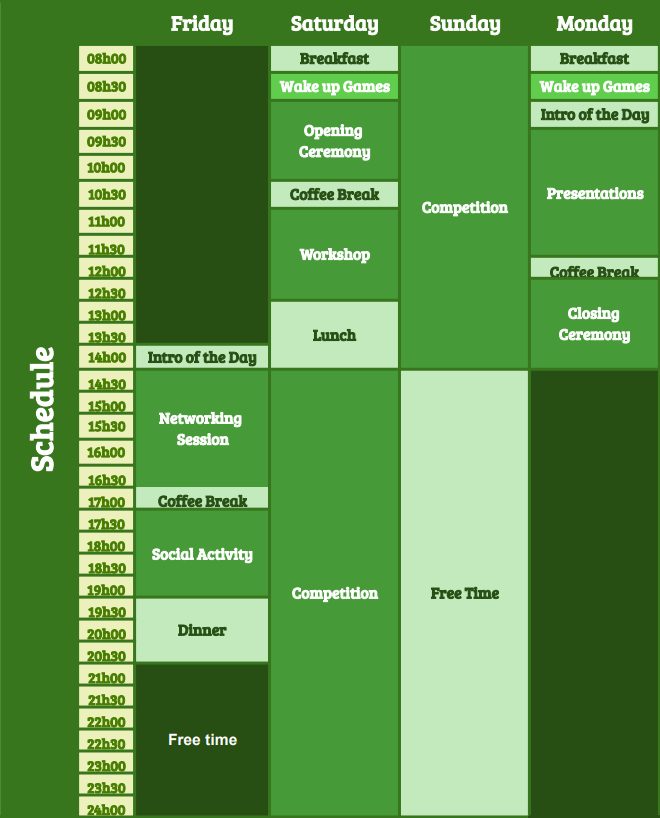 Friday Saturday Sunday Monday
Schedule
08h00 Breakfast Breakfast
08h30 Wake up Games Wake up Games
09h00 Intro of the Day
09h30 Opening
Ceremony
10h00 Presentations
10h30 Coffee Break Competition
11h00
11h30 Workshop
12h00 Coffee Break
12h30
13h00 Closing
Ceremony
13h30 Lunch
14h00 Intro of the Day
14h30
15h00
15h30 Networking
Session
16h00
16h30
17h00 Coffee Break
17h30
18h00 Social Activity
18h30
19h00 Competition Free Time
19h30
20h00 Dinner
20h30
21h00
21h30
22h00
22h30 Free time
23h00
23h30
24h00